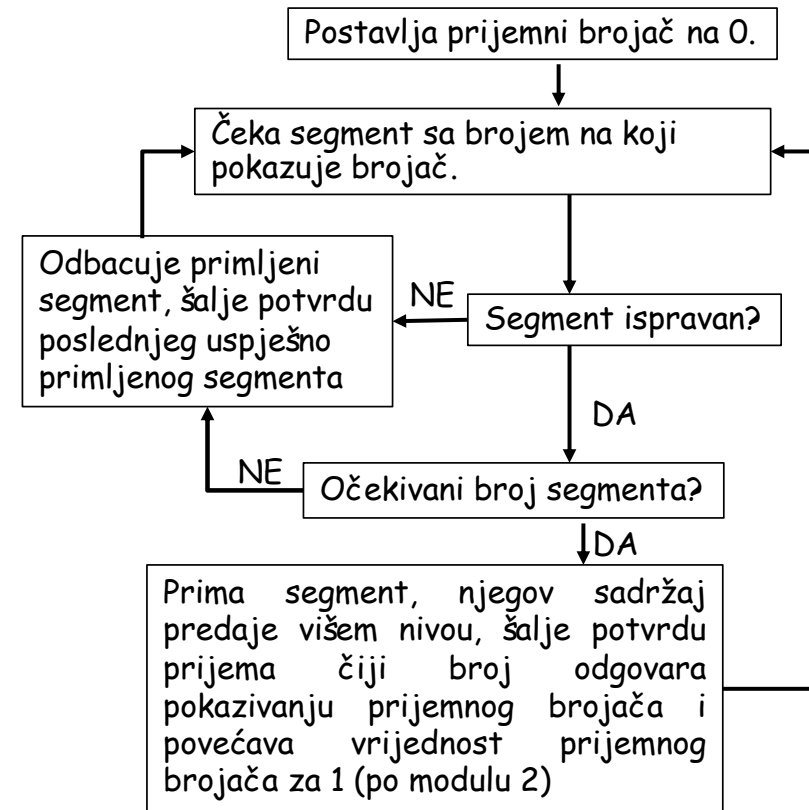 Postavlja prijemni brojač na 0.
Čeka segment sa brojem na koji
pokazuje brojač.
Odbacuje primljeni
segment, šalje potvrdu
poslednjeg uspješno
primljenog segmenta
NE
Segment ispravan?
DA
NE
Očekivani broj segmenta?
DA
Prima segment, njegov sadržaj
predaje višem nivou, šalje potvrdu
prijema čiji broj odgovara
pokazivanju prijemnog brojača i
povećava vrijednost prijemnog
brojača za 1 (po modulu 2)